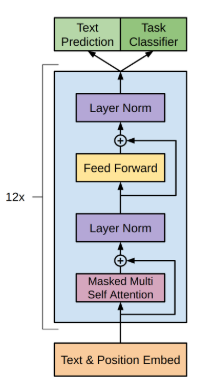 Text
Prediction
Task
Classifier
Layer Norm
Feed Forward
12x
Layer Norm
Masked Multi
Self Attention
Text & Position Embed